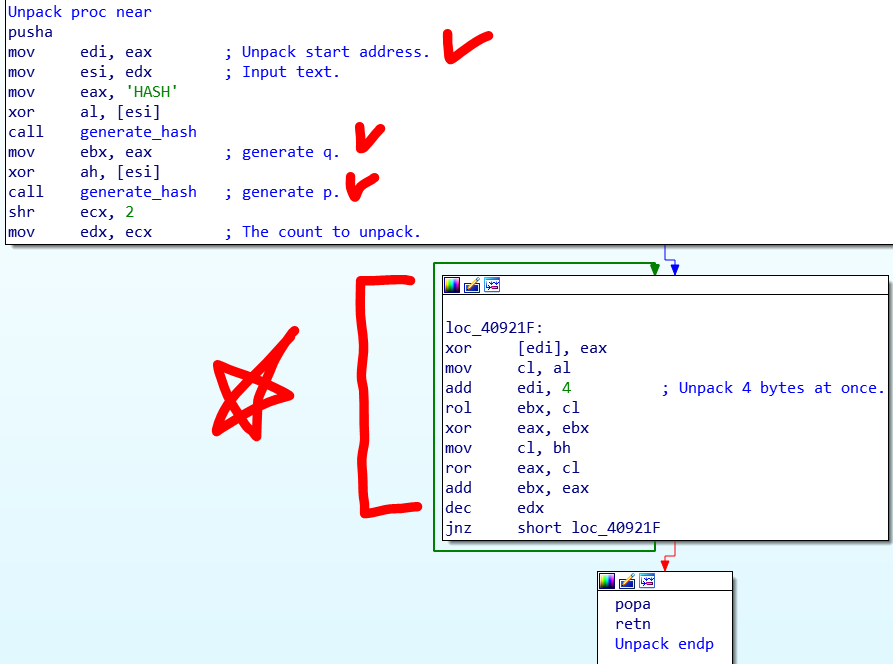 Unpack proc near
pusha
mov edi, eax ; Unpack start address.
mov esi, edx ; Input text.
mov eax, 'HASH'
xor al, [esi]
call generate_hash
mov ebx, eax ; generate q.
xor ah, [esi]
call generate_hash ; generate p.
shr ecx, 2
mov edx, ecx ; The count to unpack.
loc_40921F:
xor [edi], eax
mov cl, al
add edi, 4 ; Unpack 4 bytes at once.
rol ebx, cl
xor eax, ebx
mov cl, bh
ror eax, cl
add ebx, eax
dec edx
jnz short loc_40921F
popa
retn
Unpack endp